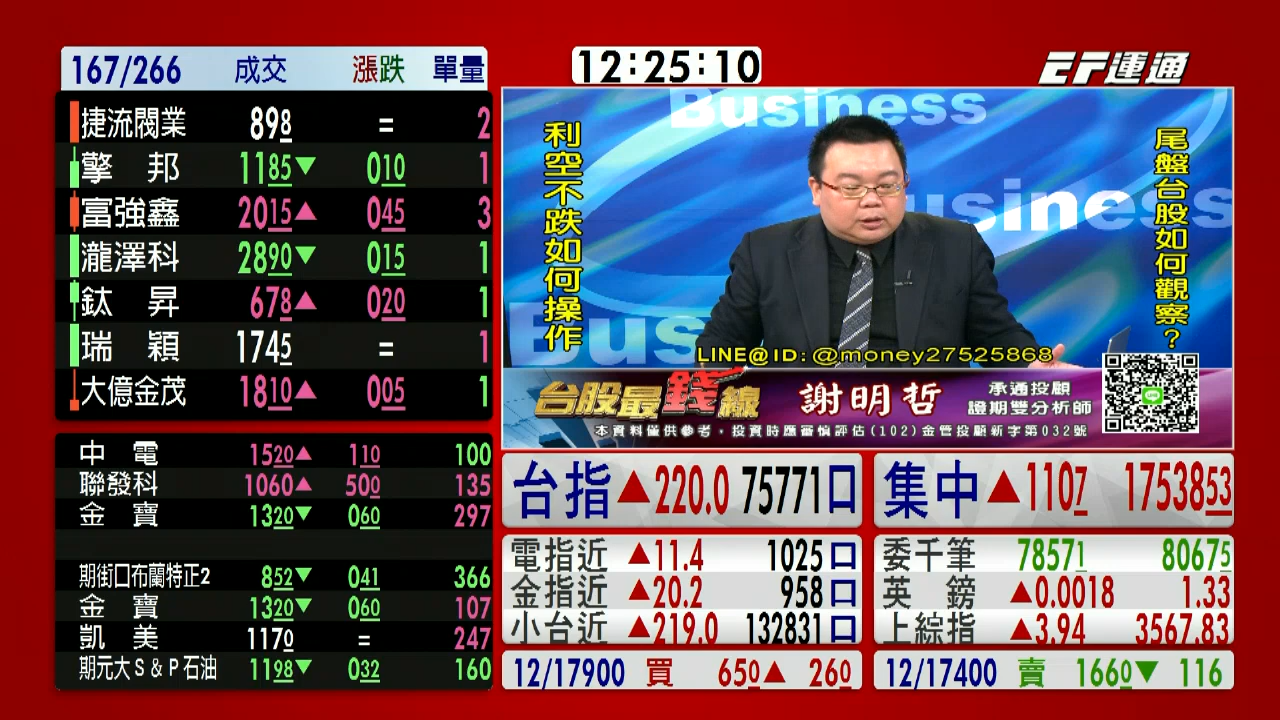 167/266 成交 漲跌 單量
捷流閥業 898 = 2
擎邦 1185▼ 010 1
富強鑫 2015▲ 045 3
瀧澤科 2890▼ 015 1
鈦昇 678▲ 020 1
瑞穎 1745 = 1
大億金茂 1810▲ 005 1
中電 1520▲ 110 100
聯發科 1060▲ 500 135
金寶 1320▼ 060 297
期街口布蘭特正2 852▼ 041 366
金寶 1320▼ 060 107
凱美 1170 = 247
期元大S&P石油 1198▼ 032 160
12:25:10
EF運通
Business
Business
Business
利空不跌如何操作
尾盤台股如何觀察?
LINE@ID: @money27525868
台股最錢線
謝明哲
承通投顧
證期雙分析師
本資料僅供參考，投資時應審慎評估(102)金管投顧新字第032號
台指▲220.0 75771口
集中▲1107 1753853
電指近 ▲11.4 1025口
金指近 ▲20.2 958口
小台近 ▲219.0 132831口
委千筆 78571 80675
英鎊 ▲0.0018 1.33
上綜指 ▲3.94 3567.83
12/17900 買 650▲ 260
12/17400 賣 1660▼ 116